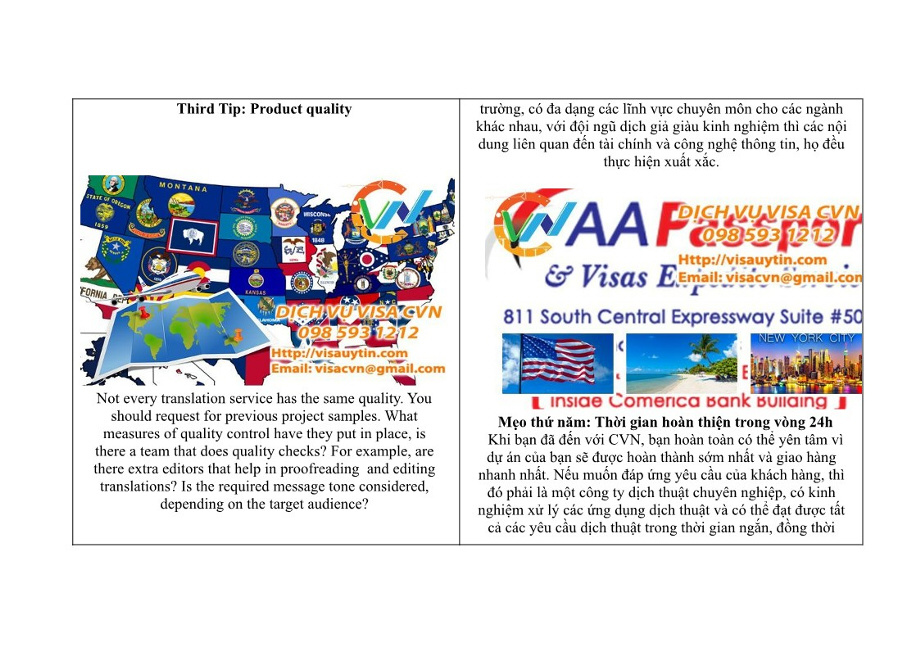 Third Tip: Product quality
MONTANA
STATE OF OREGON
1859
WISCONSIN
1848
KANSAS
CVN
DỊCH VỤ VISA CVN
098 593 1212
Http://visauytin.com
Email: visacvn@gmail.com
Not every translation service has the same quality. You
should request for previous project samples. What
measures of quality control have they put in place, is
there a team that does quality checks? For example, are
there extra editors that help in proofreading and editing
translations? Is the required message tone considered,
depending on the target audience?
trường, có đa dạng các lĩnh vực chuyên môn cho các ngành
khác nhau, với đội ngũ dịch giả giàu kinh nghiệm thì các nội
dung liên quan đến tài chính và công nghệ thông tin, họ đều
thực hiện xuất xắc.
CVN
AA Passpor
DỊCH VỤ VISA CVN
098 593 1212
Http://visauytin.com
& Visas
Email: visacvn@gmail.con
811 South Central Expressway Suite #50
NEW YORK CITY
[ Inside Comerica Bank Building ]
Mẹo thứ năm: Thời gian hoàn thiện trong vòng 24h
Khi bạn đã đến với CVN, bạn hoàn toàn có thể yên tâm vì
dự án của bạn sẽ được hoàn thành sớm nhất và giao hàng
nhanh nhất. Nếu muốn đáp ứng yêu cầu của khách hàng, thì
đó phải là một công ty dịch thuật chuyên nghiệp, có kinh
nghiệm xử lý các ứng dụng dịch thuật và có thể đạt được tất
cả các yêu cầu dịch thuật trong thời gian ngắn, đồng thời